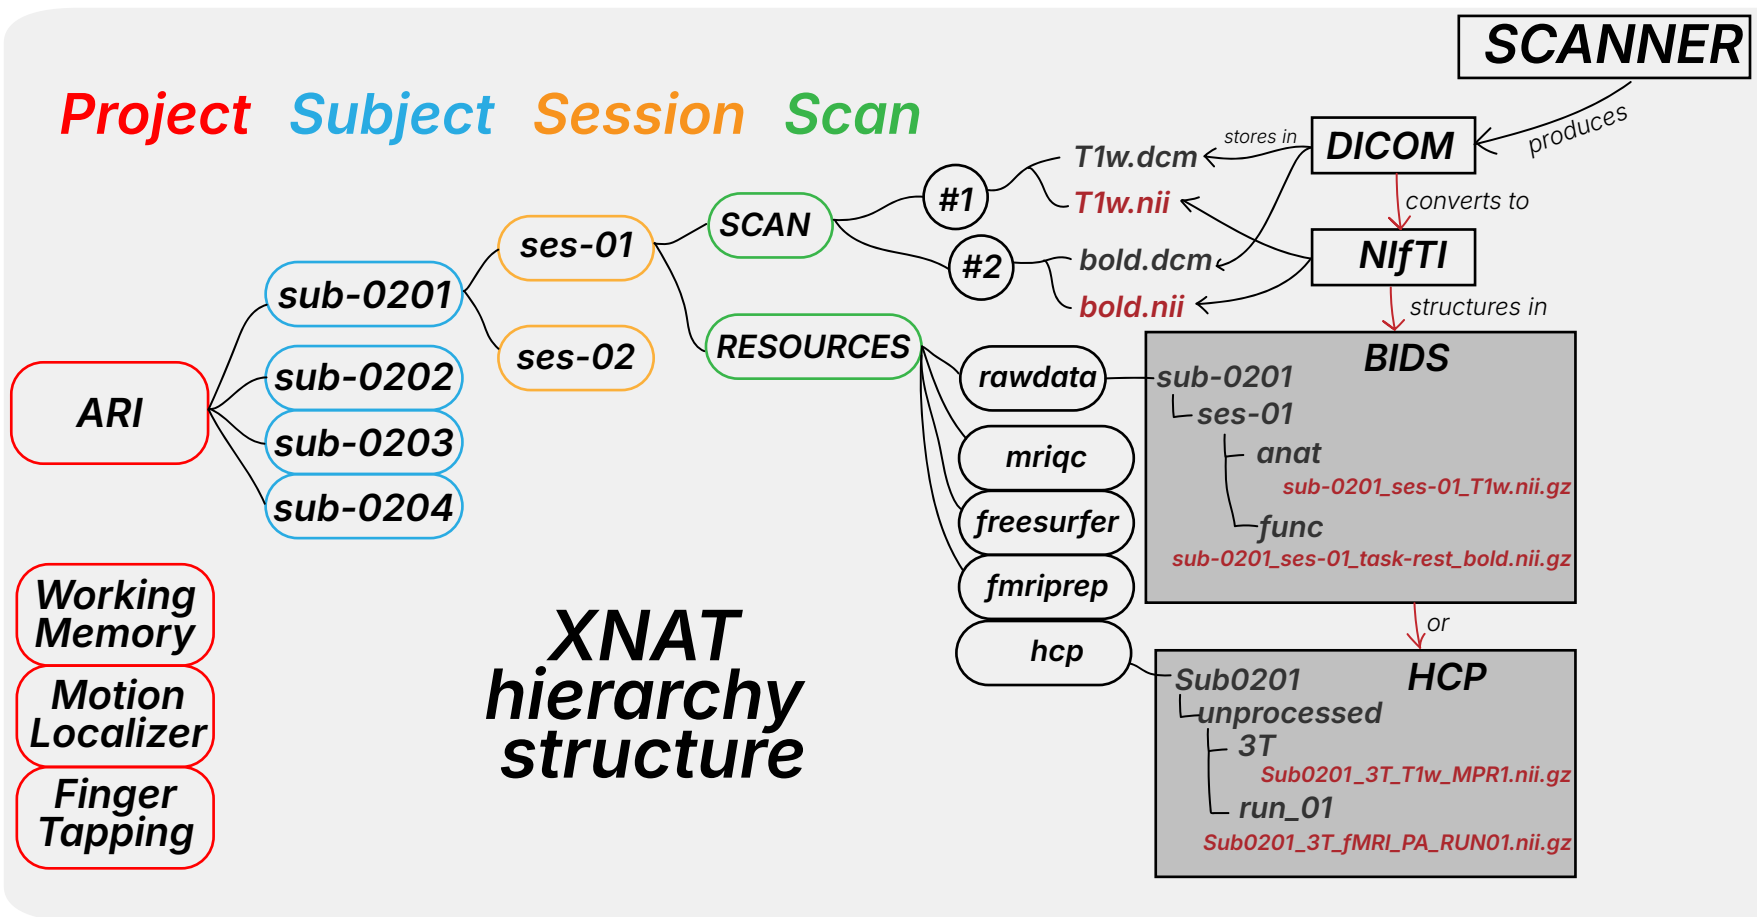 SCANNER
Project Subject Session Scan
produces
stores in
DICOM
T1w.dcm
converts to
#1
T1w.nii
SCAN
ses-01
NIfTI
#2
bold.dcm
bold.nii
structures in
sub-0201
ses-02
RESOURCES
BIDS
rawdata
sub-0201
ses-01
anat
sub-0201_ses-01_T1w.nii.gz
func
sub-0201_ses-01_task-rest_bold.nii.gz
sub-0202
ARI
sub-0203
sub-0204
mriqc
freesurfer
fmriprep
hcp
or
HCP
Sub0201
unprocessed
3T
Sub0201_3T_T1w_MPR1.nii.gz
run_01
Sub0201_3T_fMRI_PA_RUN01.nii.gz
Working
Memory
Motion
Localizer
Finger
Tapping
XNAT
hierarchy
structure